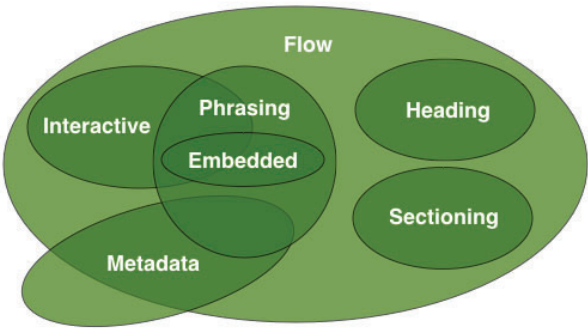 Flow
Phrasing
Interactive
Heading
Embedded
Sectioning
Metadata